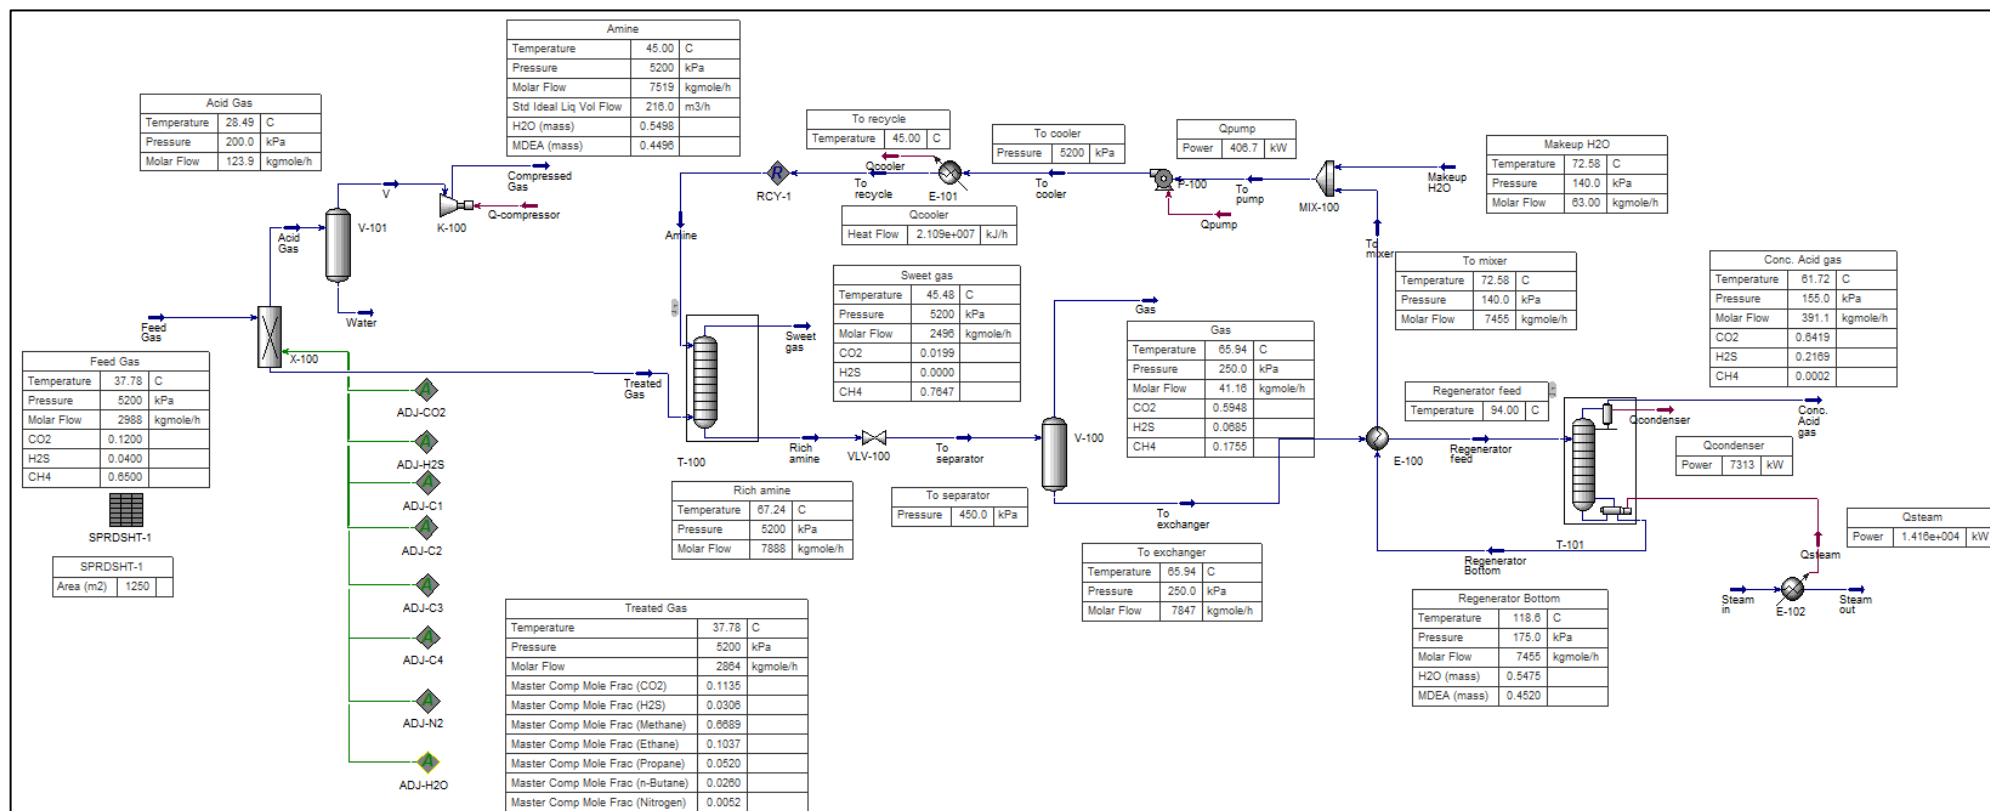 Amine
Temperature 45.00 C
Pressure 5200 kPa
Molar Flow 7519 kgmole/h
Std Ideal Liq Vol Flow 216.0 m3/h
H2O (mass) 0.5498
MDEA (mass) 0.4496
Acid Gas
Temperature 28.49 C
Pressure 200.0 kPa
Molar Flow 123.9 kgmole/h
To recycle
Temperature 45.00 C
To cooler
Pressure 5200 kPa
Qpump
Power 406.7 kW
Makeup H2O
Temperature 72.58 C
Pressure 140.0 kPa
Molar Flow 63.00 kgmole/h
Compressed
Gas
V
Q-compressor
K-100
Acid
Gas
V-101
Water
Feed
Gas
X-100
R
RCY-1
To
recycle
Qcooler
E-101
To
cooler
P-100
Qpump
To
pump
MIX-100
Makeup
H2O
To
mixer
Amine
Qcooler
Heat Flow 2.109e+007 kJ/h
Sweet gas
Temperature 45.48 C
Pressure 5200 kPa
Molar Flow 2496 kgmole/h
CO2 0.0199
H2S 0.0000
CH4 0.7647
To mixer
Temperature 72.58 C
Pressure 140.0 kPa
Molar Flow 7455 kgmole/h
Conc. Acid gas
Temperature 61.72 C
Pressure 155.0 kPa
Molar Flow 391.1 kgmole/h
CO2 0.6419
H2S 0.2169
CH4 0.0002
Gas
Gas
Temperature 65.94 C
Pressure 250.0 kPa
Molar Flow 41.16 kgmole/h
CO2 0.5948
H2S 0.0685
CH4 0.1755
Feed Gas
Temperature 37.78 C
Pressure 5200 kPa
Molar Flow 2988 kgmole/h
CO2 0.1200
H2S 0.0400
CH4 0.6500
SPRDSHT-1
SPRDSHT-1
Area (m2) 1250
A
ADJ-CO2
A
ADJ-H2S
A
ADJ-C1
A
ADJ-C2
A
ADJ-C3
A
ADJ-C4
A
ADJ-N2
A
ADJ-H2O
Treated
Gas
Sweet
gas
T-100
Rich
amine
VLV-100
To
separator
V-100
To
exchanger
E-100
Regenerator feed
Temperature 94.00 C
Regenerator
feed
Qcondenser
Conc.
Acid
gas
Qcondenser
Power 7313 kW
T-101
Regenerator
Bottom
Qsteam
Qsteam
Power 1.416e+004 kW
Steam
in
E-102
Steam
out
Rich amine
Temperature 67.24 C
Pressure 5200 kPa
Molar Flow 7888 kgmole/h
To separator
Pressure 450.0 kPa
To exchanger
Temperature 65.94 C
Pressure 250.0 kPa
Molar Flow 7847 kgmole/h
Regenerator Bottom
Temperature 118.6 C
Pressure 175.0 kPa
Molar Flow 7455 kgmole/h
H2O (mass) 0.5475
MDEA (mass) 0.4520
Treated Gas
Temperature 37.78 C
Pressure 5200 kPa
Molar Flow 2864 kgmole/h
Master Comp Mole Frac (CO2) 0.1135
Master Comp Mole Frac (H2S) 0.0306
Master Comp Mole Frac (Methane) 0.6689
Master Comp Mole Frac (Ethane) 0.1037
Master Comp Mole Frac (Propane) 0.0520
Master Comp Mole Frac (n-Butane) 0.0260
Master Comp Mole Frac (Nitrogen) 0.0052